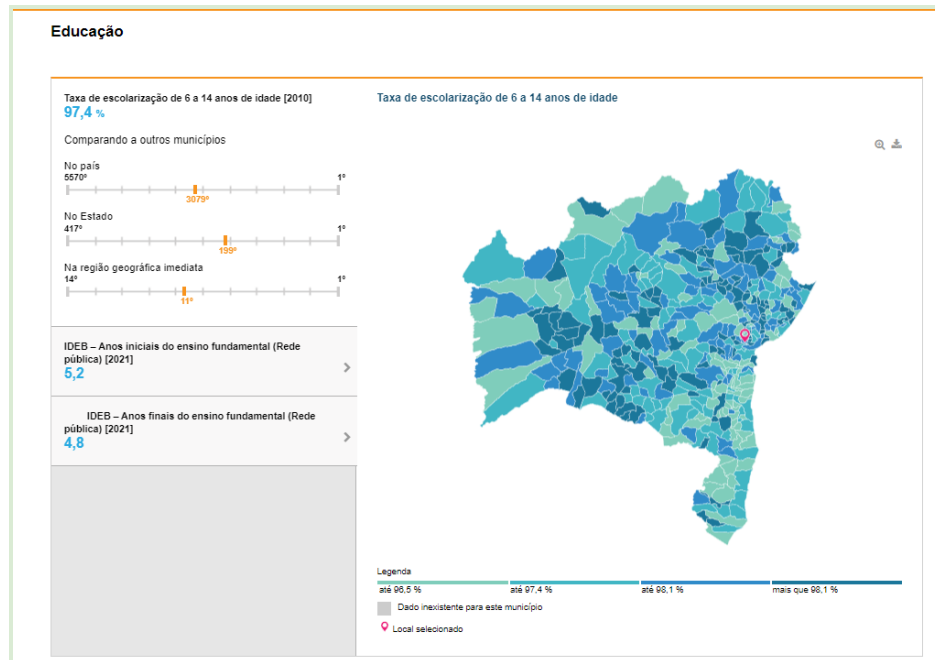 Educação
Taxa de escolarização de 6 a 14 anos de idade [2010]
97,4 %
Comparando a outros municípios
No país
5570º 1º
3079º
No Estado
417º 1º
199º
Na região geográfica imediata
14º 1º
11º
IDEB – Anos iniciais do ensino fundamental (Rede
pública) [2021]
5,2
IDEB – Anos finais do ensino fundamental (Rede
pública) [2021]
4,8
Taxa de escolarização de 6 a 14 anos de idade
Legenda
até 96,5 % até 97,4 % até 98,1 % mais que 98,1 %
Dado inexistente para este município
Local selecionado